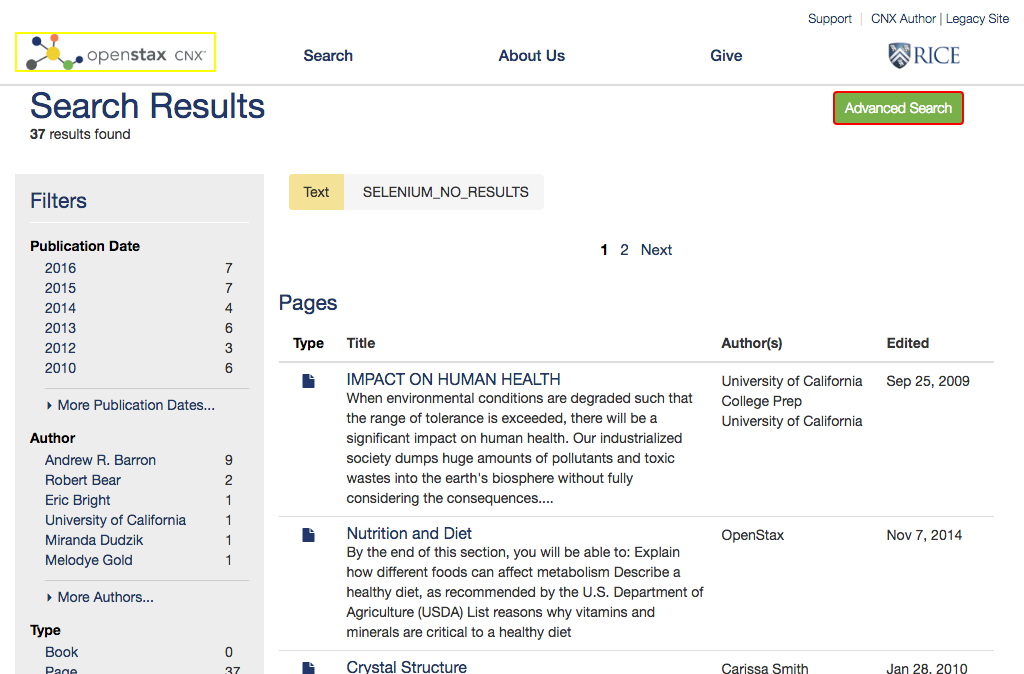 Support CNX Author | Legacy Site
openstax CNX
Search About Us Give RICE
Search Results
Advanced Search
37 results found
Filters
Publication Date
2016 7
2015 7
2014 4
2013 6
2012 3
2010 6
More Publication Dates...
Author
Andrew R. Barron 9
Robert Bear 2
Eric Bright 1
University of California 1
Miranda Dudzik 1
Melodye Gold 1
More Authors...
Type
Book 0
Page 37
Text SELENIUM_NO_RESULTS
1 2 Next
Pages
Type Title Author(s) Edited
IMPACT ON HUMAN HEALTH
When environmental conditions are degraded such that
the range of tolerance is exceeded, there will be a
significant impact on human health. Our industrialized
society dumps huge amounts of pollutants and toxic
wastes into the earth's biosphere without fully
considering the consequences....
University of California
College Prep
University of California
Sep 25, 2009
Nutrition and Diet
By the end of this section, you will be able to: Explain
how different foods can affect metabolism Describe a
healthy diet, as recommended by the U.S. Department of
Agriculture (USDA) List reasons why vitamins and
minerals are critical to a healthy diet
OpenStax
Nov 7, 2014
Crystal Structure
Carissa Smith
Jan 28, 2010